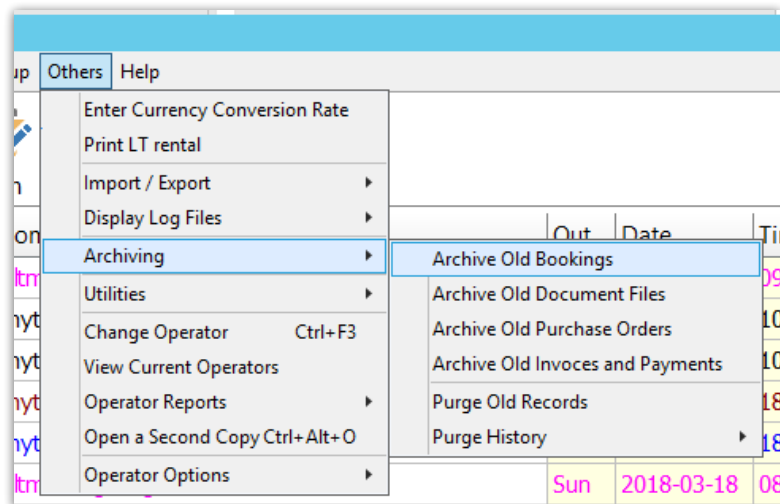 Others Help
Enter Currency Conversion Rate
Print LT rental
Import / Export
Display Log Files
Out Date
Archiving
Archive Old Bookings
Utilities
Archive Old Document Files
Change Operator Ctrl+F3
Archive Old Purchase Orders
View Current Operators
Archive Old Invoces and Payments
Operator Reports
Purge Old Records
Open a Second Copy Ctrl+Alt+O
Purge History
Operator Options
Sun 2018-03-18 08